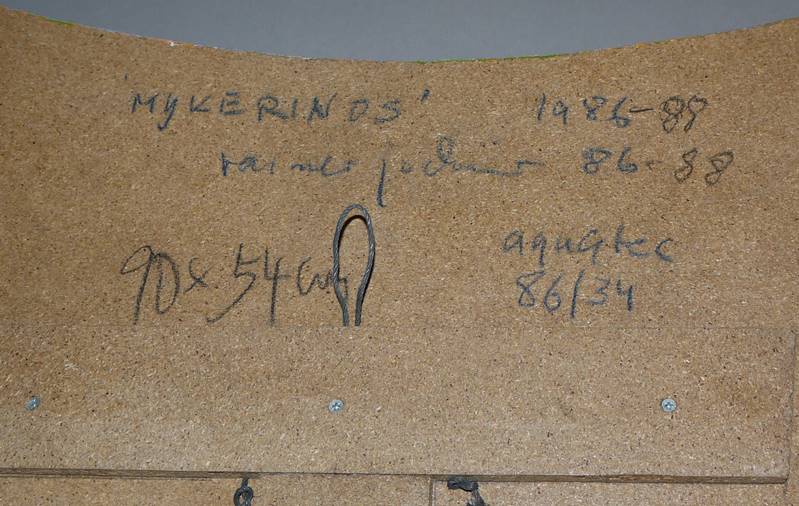 'MYKERINOS' 1986-88
rainer jochims 86-88
90x54cm
aquatec
86/34